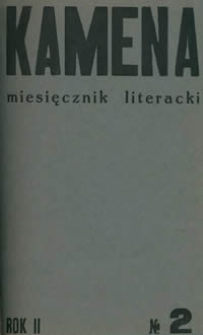 KAMENA
miesięcznik literacki
ROK II № 2